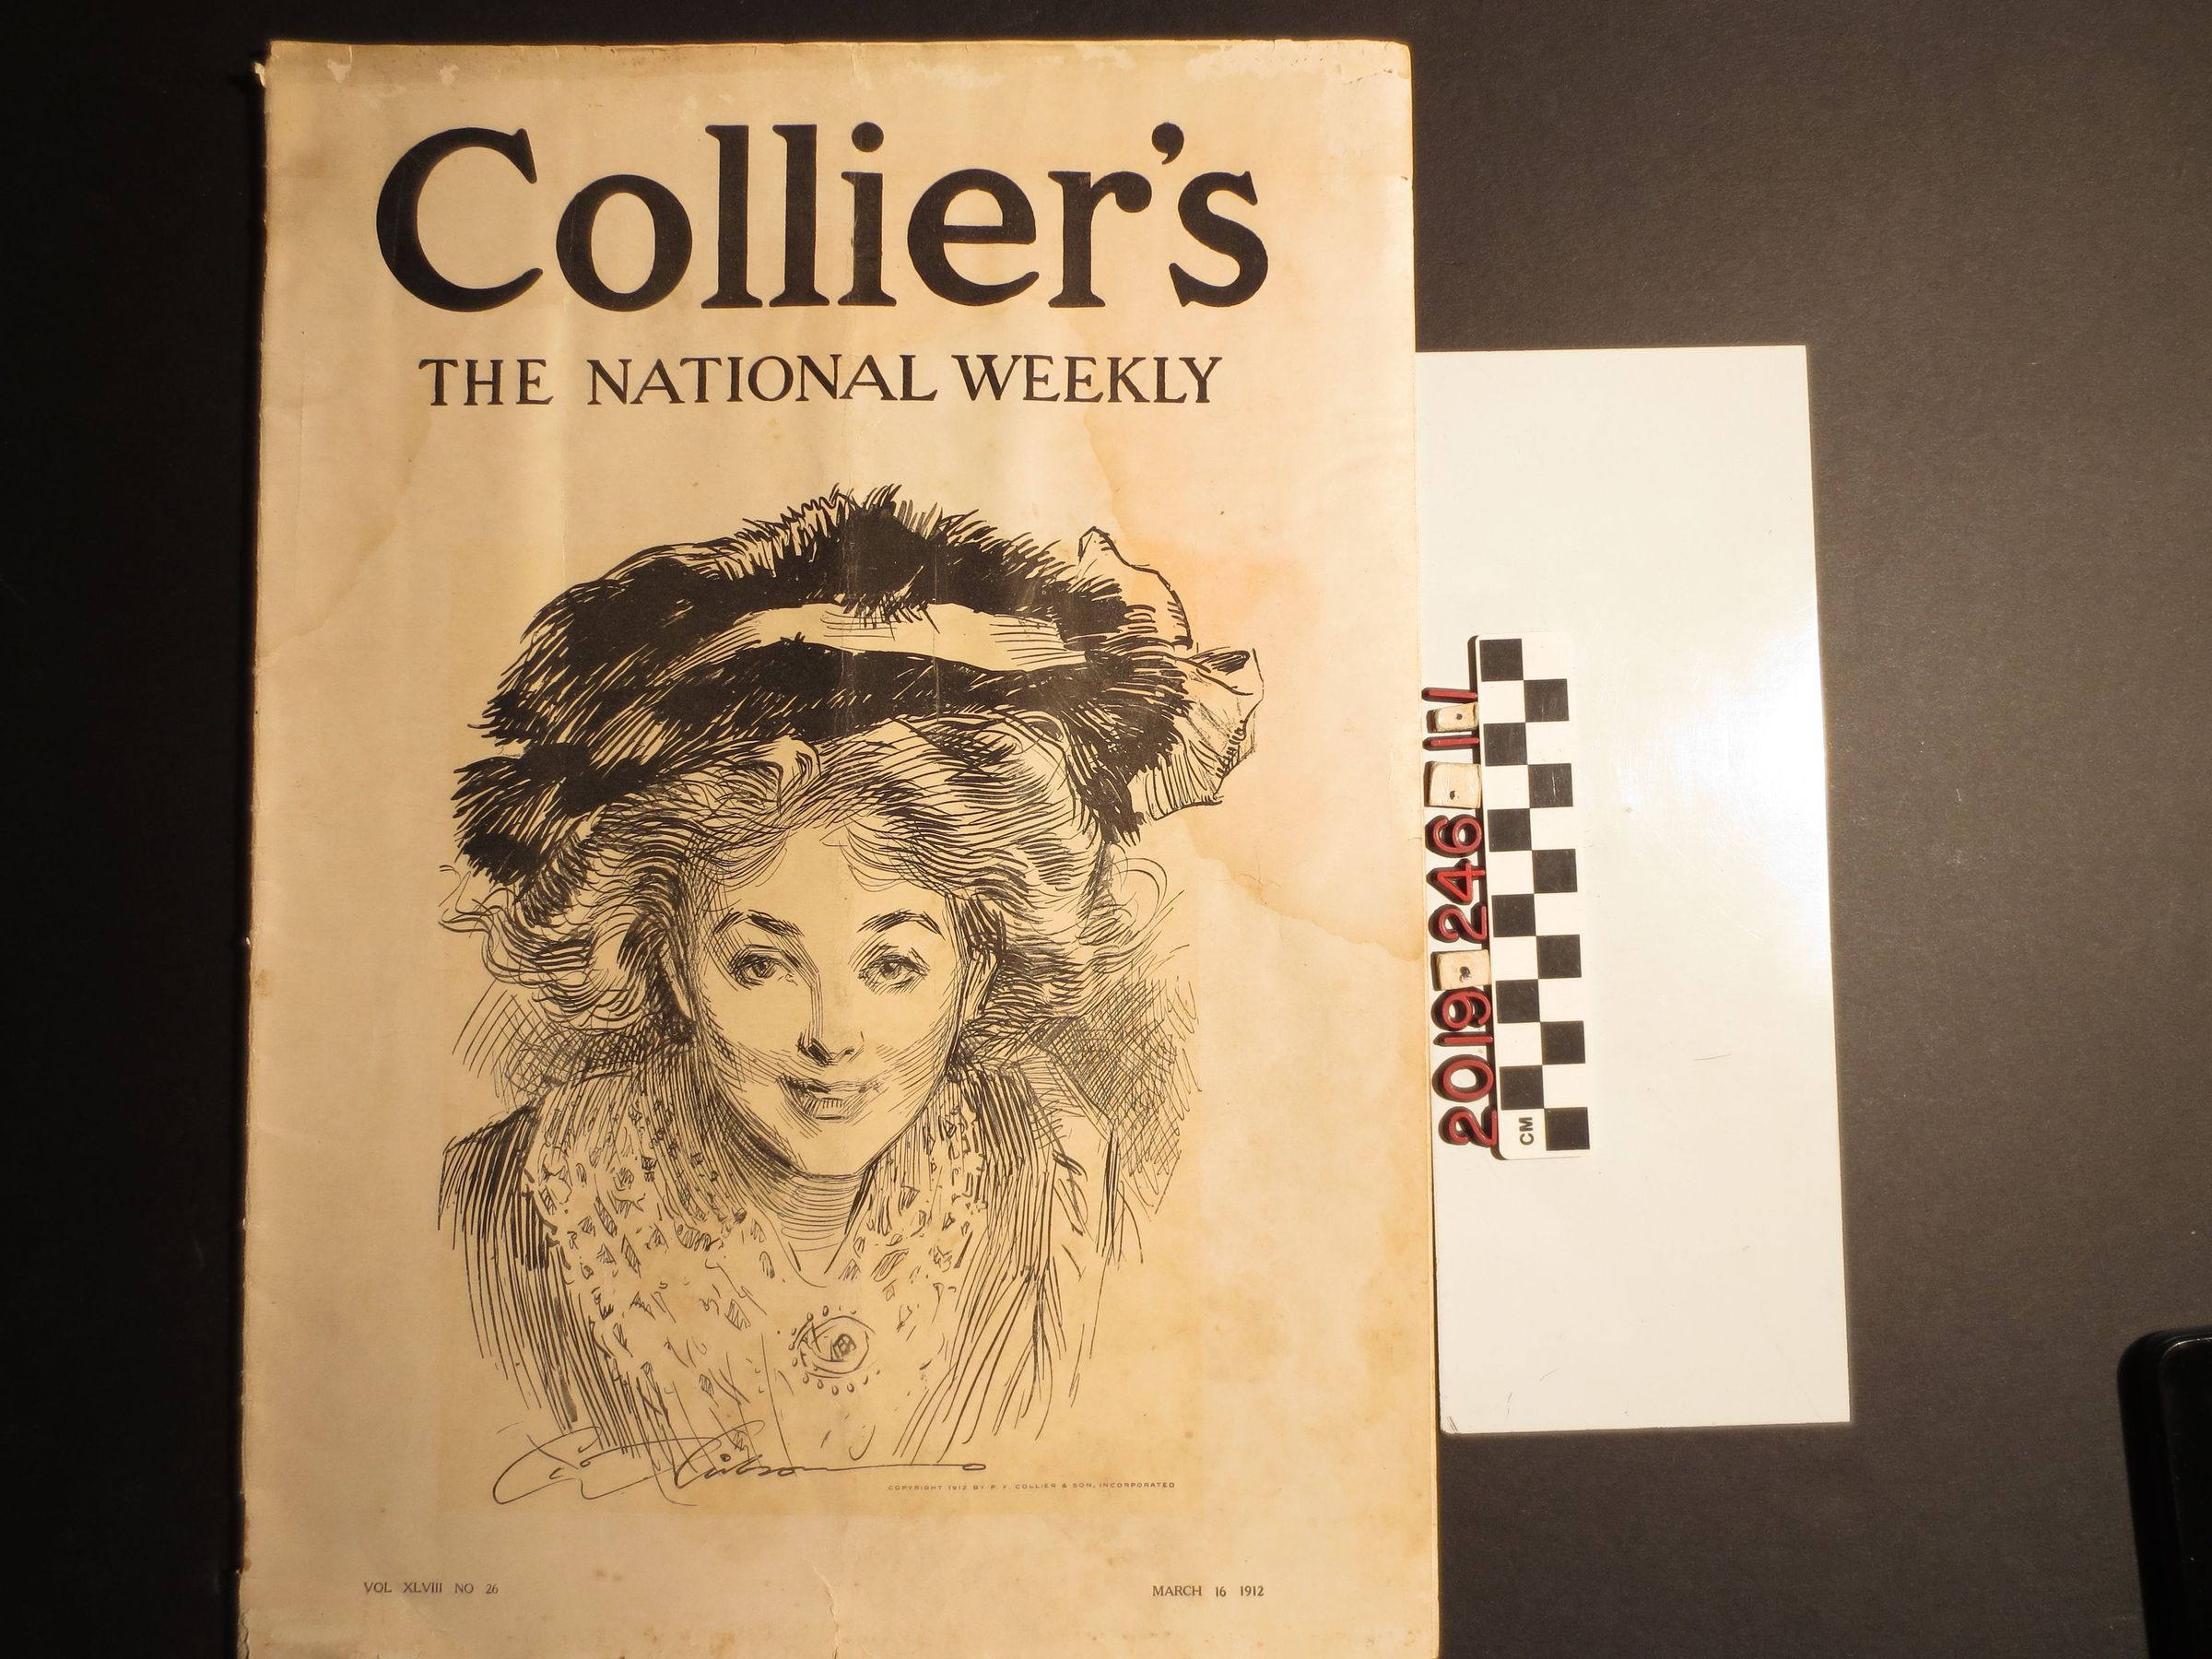 Collier's
THE NATIONAL WEEKLY
COPYRIGHT 1912 BY P. F. COLLIER & SON, INCORPORATED
VOL XLVIII NO 26
MARCH 16 1912
2019 246 111
CM